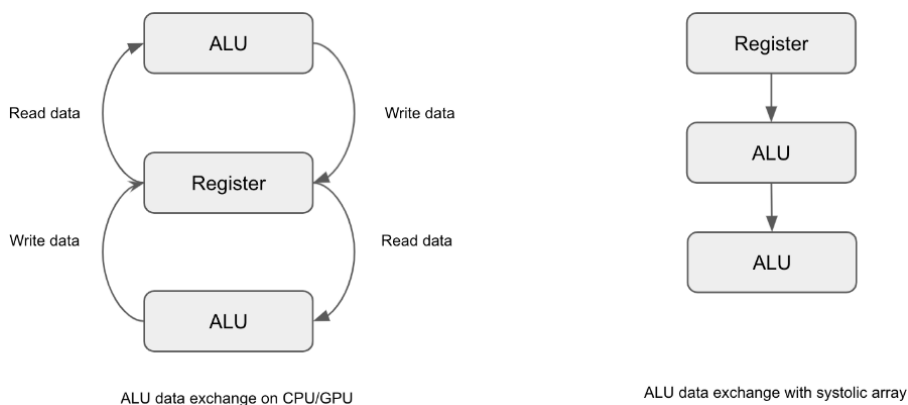 ALU
Read data
Write data
Register
Write data
Read data
ALU
ALU data exchange on CPU/GPU
Register
ALU
ALU
ALU data exchange with systolic array